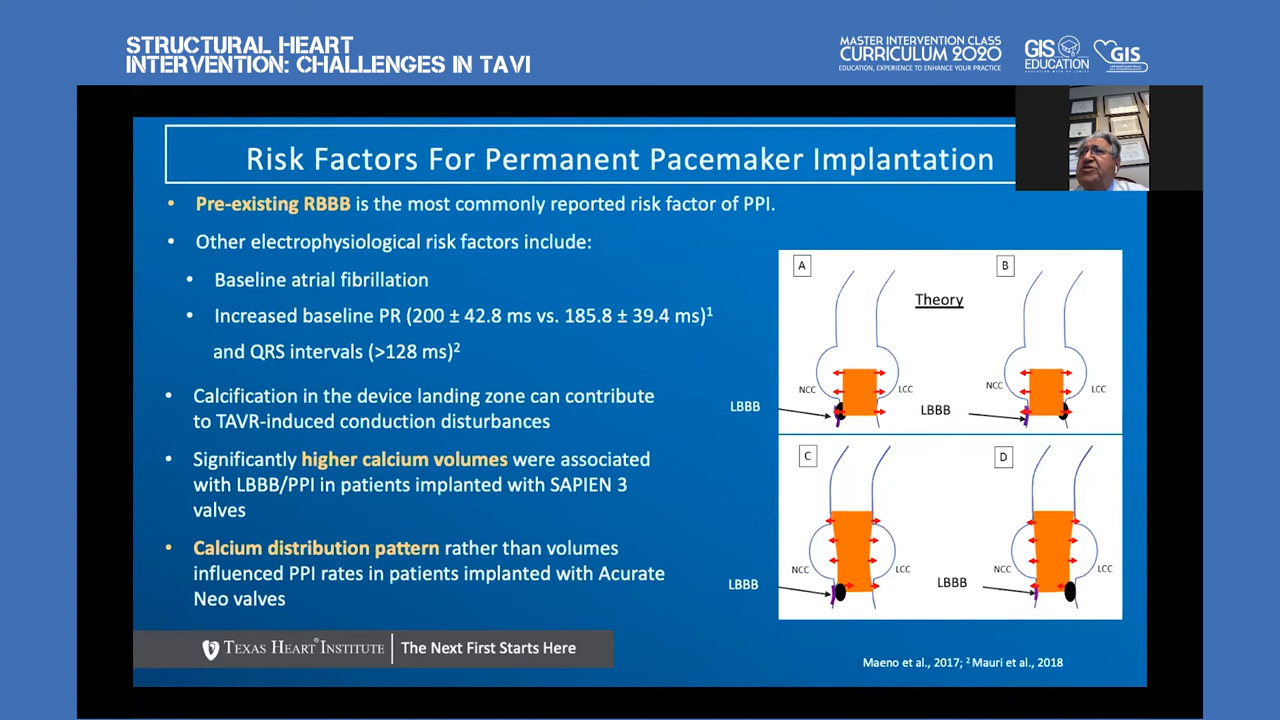 STRUCTURAL HEART
INTERVENTION: CHALLENGES IN TAVI
MASTER INTERVENTION CLASS
CURRICULUM 2020
EDUCATION, EXPERIENCE TO ENHANCE YOUR PRACTICE
GIS
EDUCATION
GIS
Risk Factors For Permanent Pacemaker Implantation
• Pre-existing RBBB is the most commonly reported risk factor of PPI.
• Other electrophysiological risk factors include:
• Baseline atrial fibrillation
• Increased baseline PR (200 ± 42.8 ms vs. 185.8 ± 39.4 ms)¹
and QRS intervals (>128 ms)²
• Calcification in the device landing zone can contribute
to TAVR-induced conduction disturbances
• Significantly higher calcium volumes were associated
with LBBB/PPI in patients implanted with SAPIEN 3
valves
• Calcium distribution pattern rather than volumes
influenced PPI rates in patients implanted with Acurate
Neo valves
A
B
Theory
NCC
LCC
NCC
LCC
LBBB
LBBB
C
D
NCC
LCC
NCC
LCC
LBBB
LBBB
TEXAS HEART® INSTITUTE
The Next First Starts Here
Maeno et al., 2017; ² Mauri et al., 2018